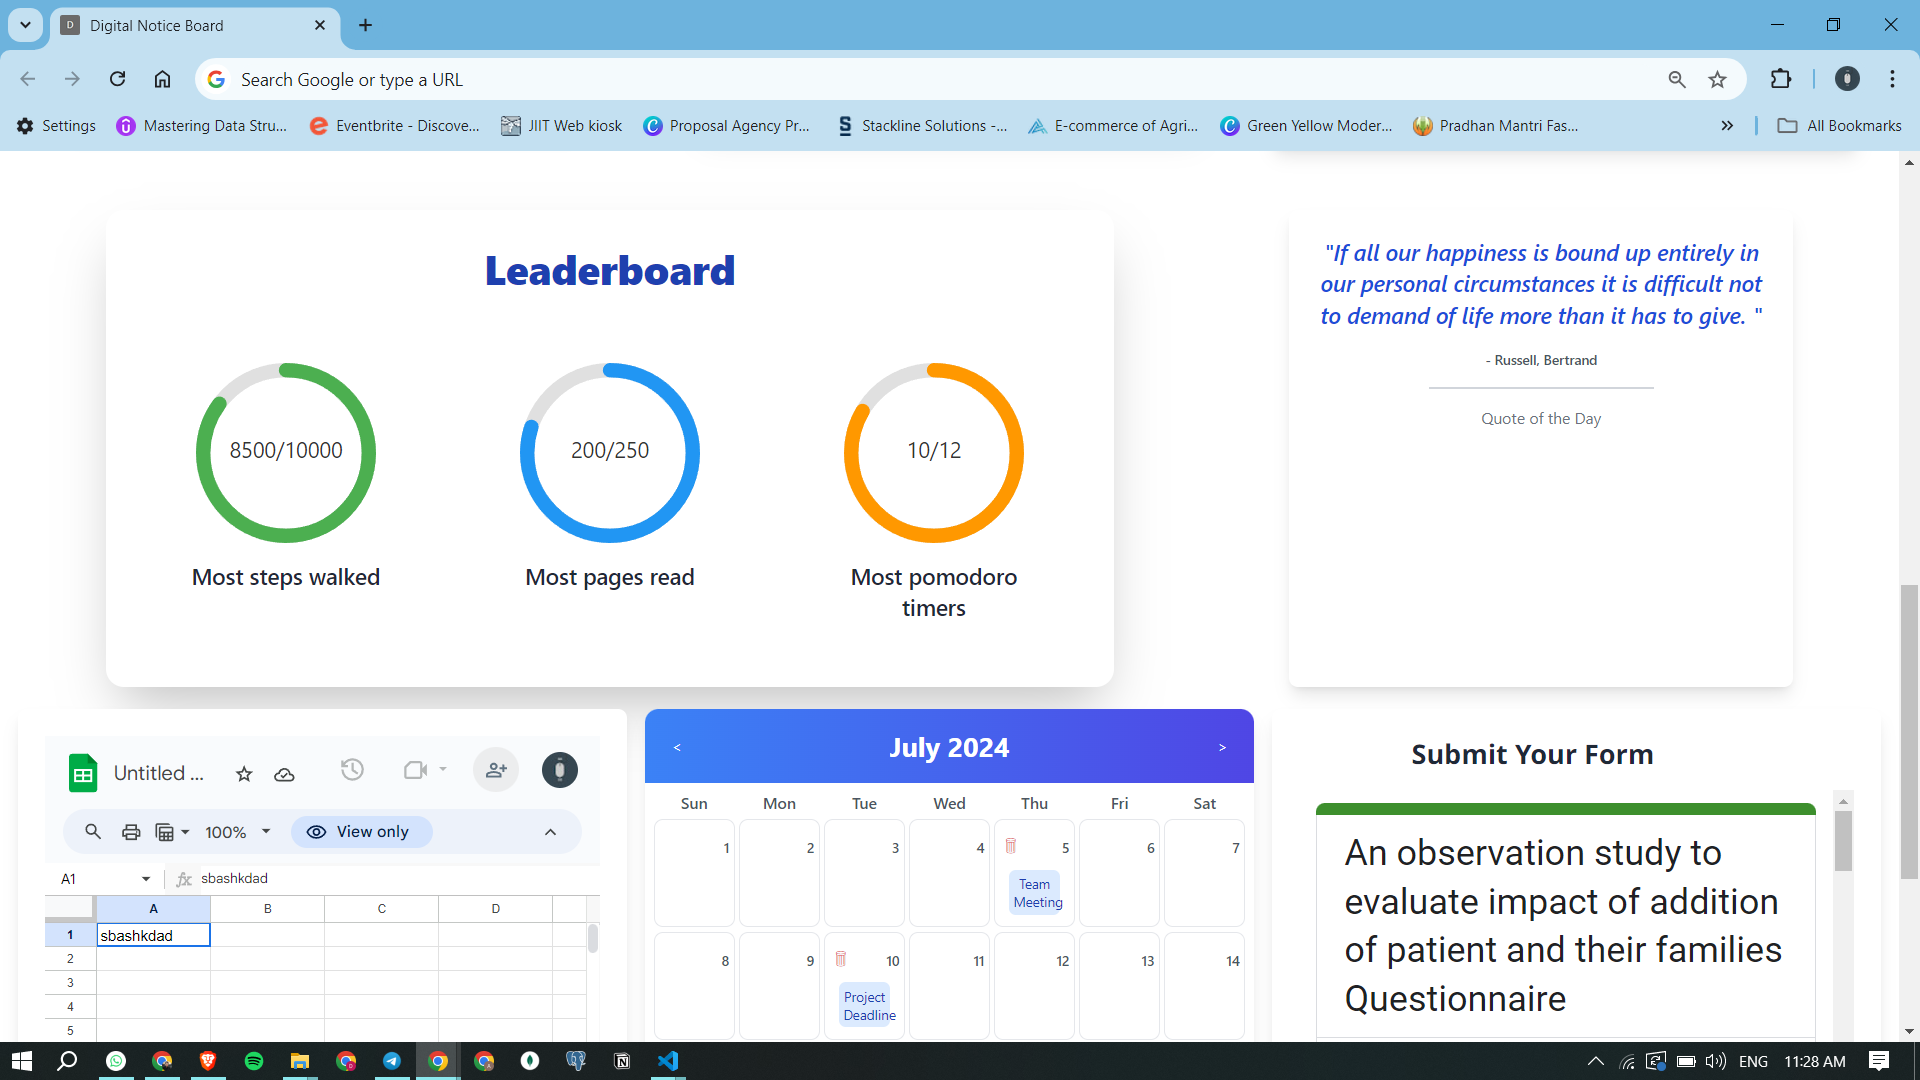 Digital Notice Board
Search Google or type a URL
Settings
Mastering Data Stru...
Eventbrite - Discove...
JIIT Web kiosk
Proposal Agency Pr...
Stackline Solutions -...
E-commerce of Agri...
Green Yellow Moder...
Pradhan Mantri Fas...
All Bookmarks
Leaderboard
8500/10000
200/250
10/12
Most steps walked
Most pages read
Most pomodoro
timers
"If all our happiness is bound up entirely in
our personal circumstances it is difficult not
to demand of life more than it has to give. "
- Russell, Bertrand
Quote of the Day
Untitled ...
100%
View only
A1
fx
sbashkdad
A B C D
1 sbashkdad
2
3
4
5
< July 2024 >
Sun Mon Tue Wed Thu Fri Sat
1 2 3 4 5 6 7
Team
Meeting
8 9 10 11 12 13 14
Project
Deadline
Submit Your Form
An observation study to
evaluate impact of addition
of patient and their families
Questionnaire
ENG
11:28 AM